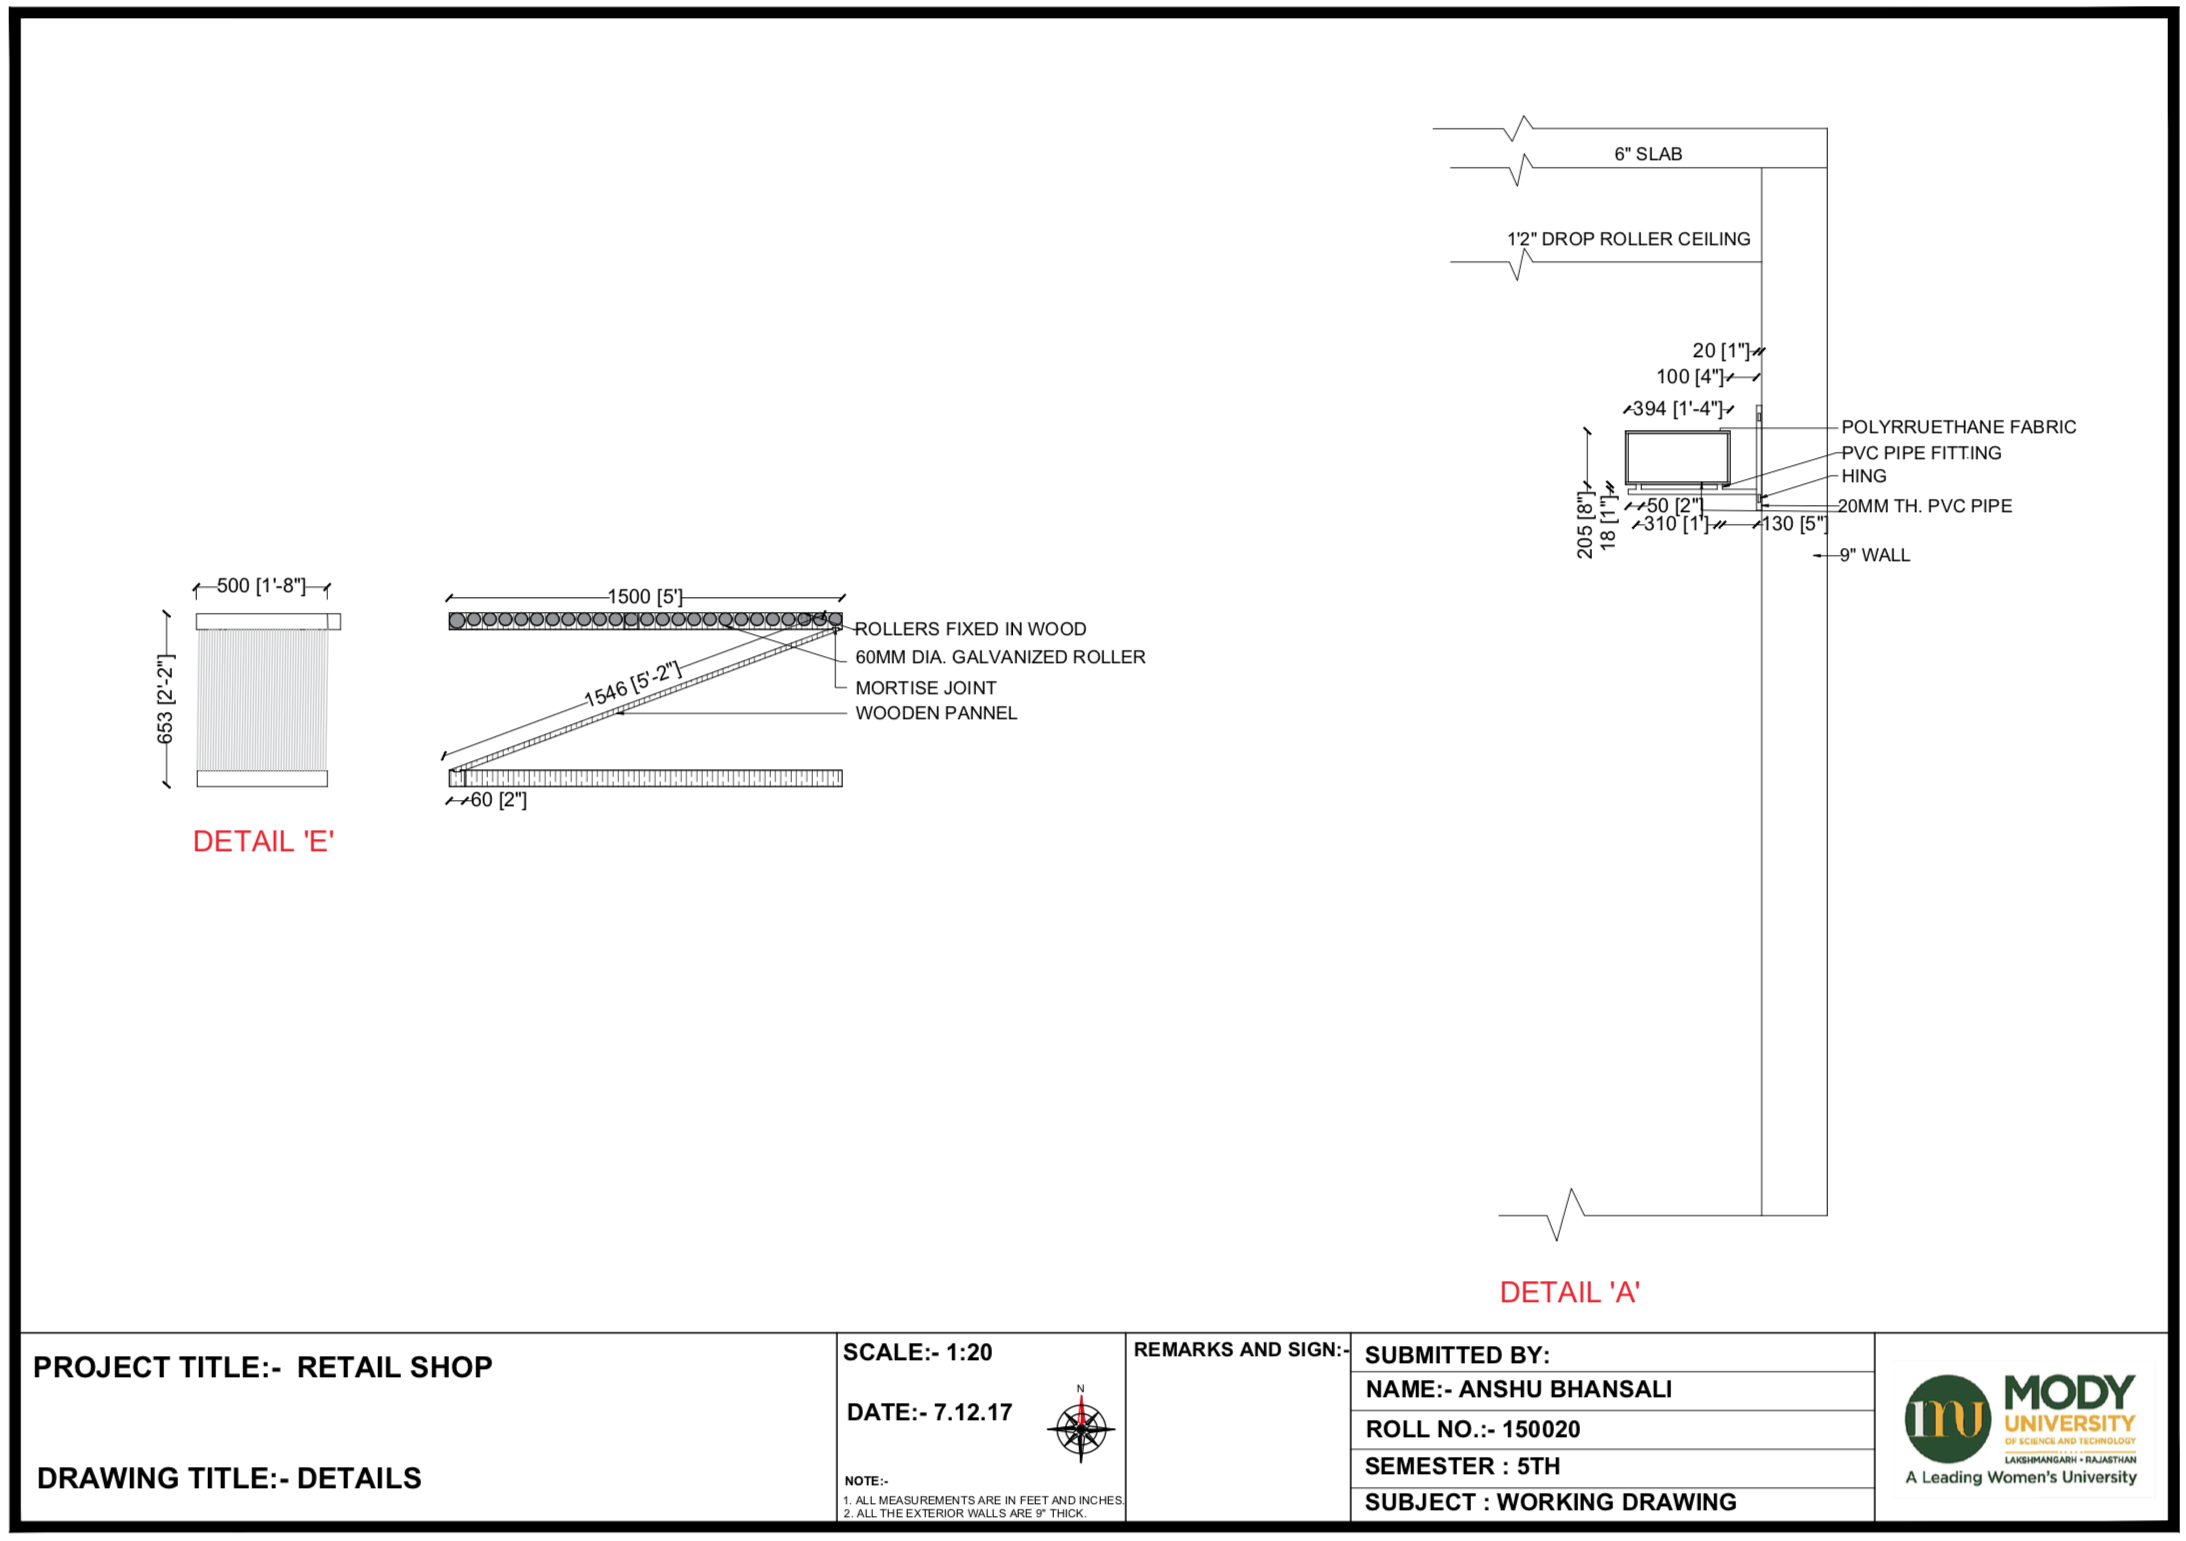 6" SLAB
1'2" DROP ROLLER CEILING
20 [1"]
100 [4"]
394 [1'-4"]
POLYRRUETHANE FABRIC
PVC PIPE FITTING
HING
20MM TH. PVC PIPE
50 [2"]
310 [1']
130 [5"]
205 [8"]
18 [1"]
9" WALL
500 [1'-8"]
653 [2'-2"]
1500 [5']
ROLLERS FIXED IN WOOD
60MM DIA. GALVANIZED ROLLER
MORTISE JOINT
WOODEN PANNEL
1546 [5'-2"]
60 [2"]
DETAIL 'E'
DETAIL 'A'
PROJECT TITLE:- RETAIL SHOP
DRAWING TITLE:- DETAILS
SCALE:- 1:20
DATE:- 7.12.17
N
NOTE:-
1. ALL MEASUREMENTS ARE IN FEET AND INCHES.
2. ALL THE EXTERIOR WALLS ARE 9" THICK.
REMARKS AND SIGN:-
SUBMITTED BY:
NAME:- ANSHU BHANSALI
ROLL NO.:- 150020
SEMESTER : 5TH
SUBJECT : WORKING DRAWING
mu
MODY
UNIVERSITY
OF SCIENCE AND TECHNOLOGY
LAKSHMANGARH • RAJASTHAN
A Leading Women's University